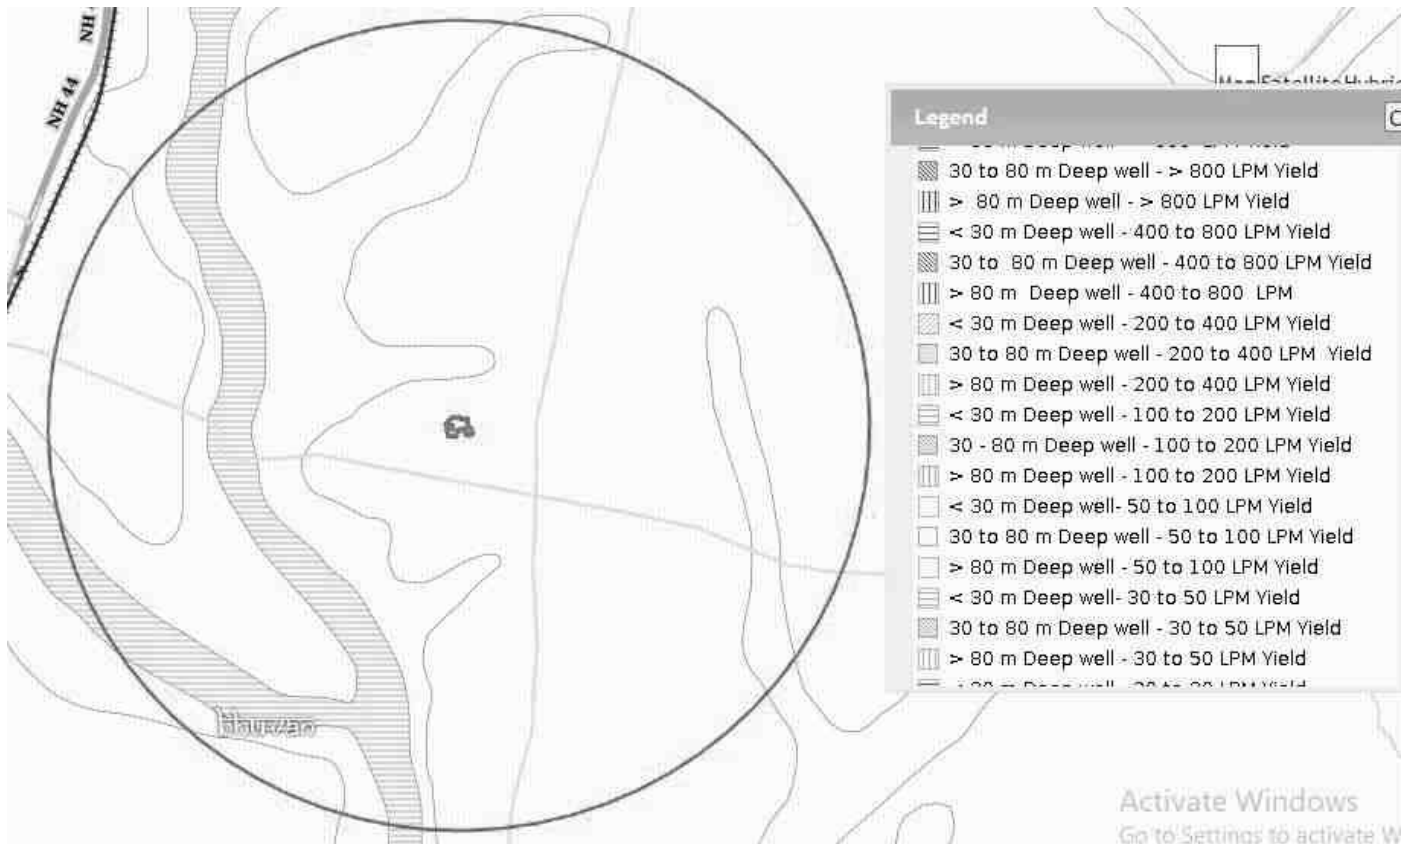 NH
NH 44
Map Satellite Hybri
Legend
C
30 to 80 m Deep well - > 800 LPM Yield
> 80 m Deep well - > 800 LPM Yield
< 30 m Deep well - 400 to 800 LPM Yield
30 to 80 m Deep well - 400 to 800 LPM Yield
> 80 m Deep well - 400 to 800 LPM
< 30 m Deep well - 200 to 400 LPM Yield
30 to 80 m Deep well - 200 to 400 LPM Yield
> 80 m Deep well - 200 to 400 LPM Yield
< 30 m Deep well - 100 to 200 LPM Yield
30 - 80 m Deep well - 100 to 200 LPM Yield
> 80 m Deep well - 100 to 200 LPM Yield
< 30 m Deep well- 50 to 100 LPM Yield
30 to 80 m Deep well - 50 to 100 LPM Yield
> 80 m Deep well - 50 to 100 LPM Yield
< 30 m Deep well- 30 to 50 LPM Yield
30 to 80 m Deep well - 30 to 50 LPM Yield
> 80 m Deep well - 30 to 50 LPM Yield
Bhuvan
Activate Windows
Go to Settings to activate W